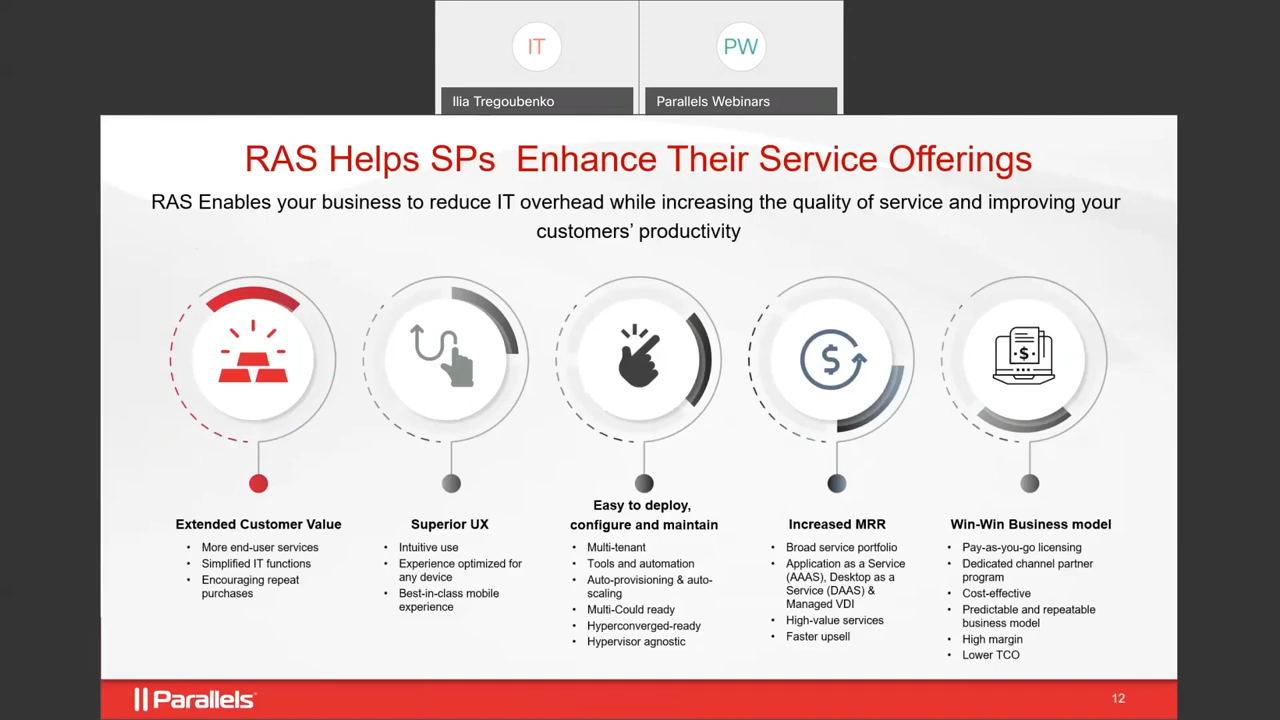 IT
PW
Ilia Tregoubenko
Parallels Webinars
RAS Helps SPs  Enhance Their Service Offerings
RAS Enables your business to reduce IT overhead while increasing the quality of service and improving your
customers’ productivity
$
$
Extended Customer Value
• More end-user services
• Simplified IT functions
• Encouraging repeat
purchases
Superior UX
• Intuitive use
• Experience optimized for
any device
• Best-in-class mobile
experience
Easy to deploy,
configure and maintain
• Multi-tenant
• Tools and automation
• Auto-provisioning & auto-
scaling
• Multi-Could ready
• Hyperconverged-ready
• Hypervisor agnostic
Increased MRR
• Broad service portfolio
• Application as a Service
(AAAS), Desktop as a
Service (DAAS) &
Managed VDI
• High-value services
• Faster upsell
Win-Win Business model
• Pay-as-you-go licensing
• Dedicated channel partner
program
• Cost-effective
• Predictable and repeatable
business model
• High margin
• Lower TCO
Parallels®
12